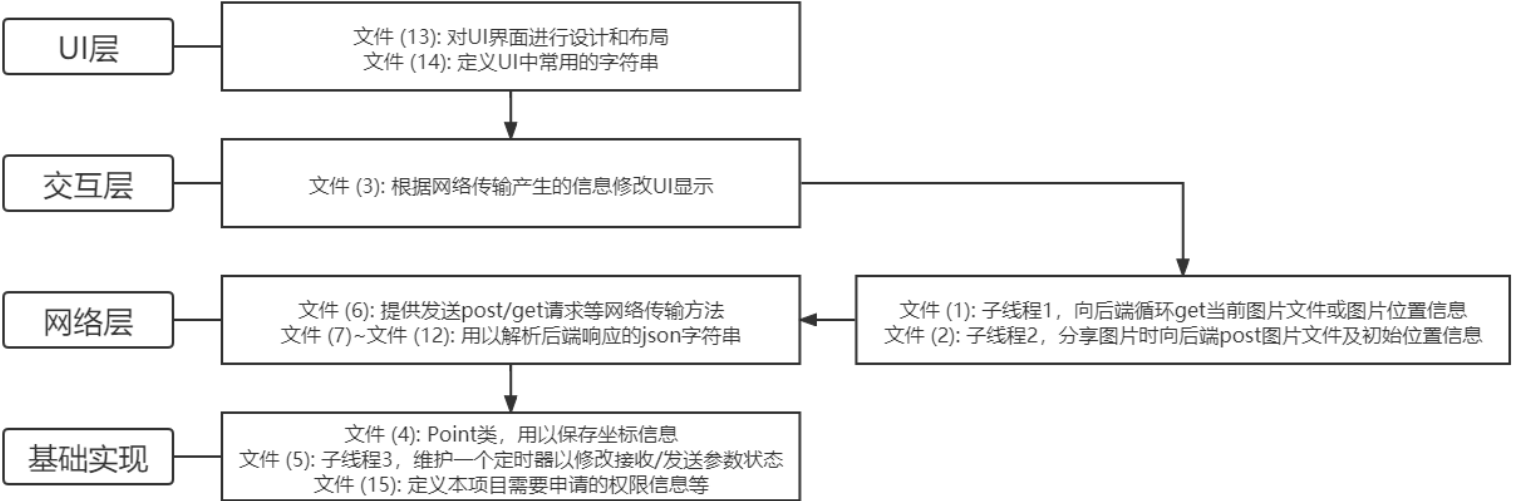 UI层
文件 (13): 对UI界面进行设计和布局
文件 (14): 定义UI中常用的字符串
交互层
文件 (3): 根据网络传输产生的信息修改UI显示
网络层
文件 (6): 提供发送post/get请求等网络传输方法
文件 (7)~文件 (12): 用以解析后端响应的json字符串
文件 (1): 子线程1，向后端循环get当前图片文件或图片位置信息
文件 (2): 子线程2，分享图片时向后端post图片文件及初始位置信息
基础实现
文件 (4): Point类，用以保存坐标信息
文件 (5): 子线程3，维护一个定时器以修改接收/发送参数状态
文件 (15): 定义本项目需要申请的权限信息等